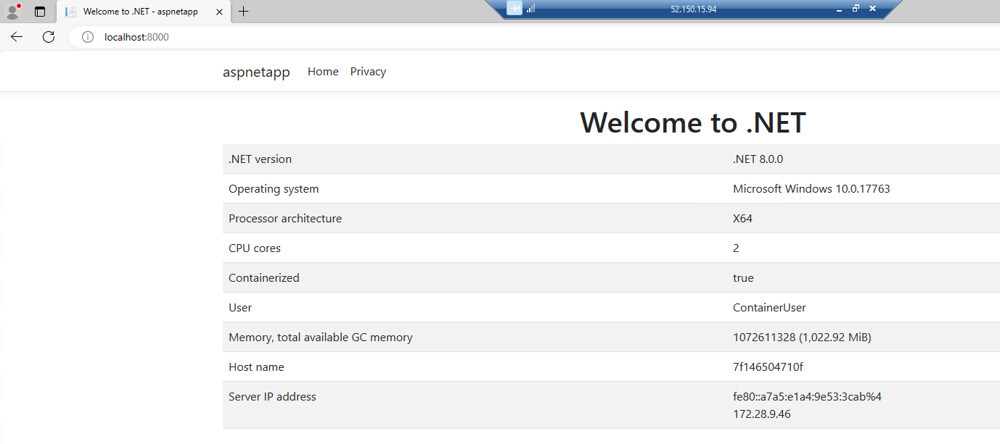 Welcome to .NET - aspnetapp
52.150.15.94
localhost:8000
aspnetapp Home Privacy
Welcome to .NET
.NET version .NET 8.0.0
Operating system Microsoft Windows 10.0.17763
Processor architecture X64
CPU cores 2
Containerized true
User ContainerUser
Memory, total available GC memory 1072611328 (1,022.92 MiB)
Host name 7f146504710f
Server IP address fe80::a7a5:e1a4:9e53:3cab%4
172.28.9.46